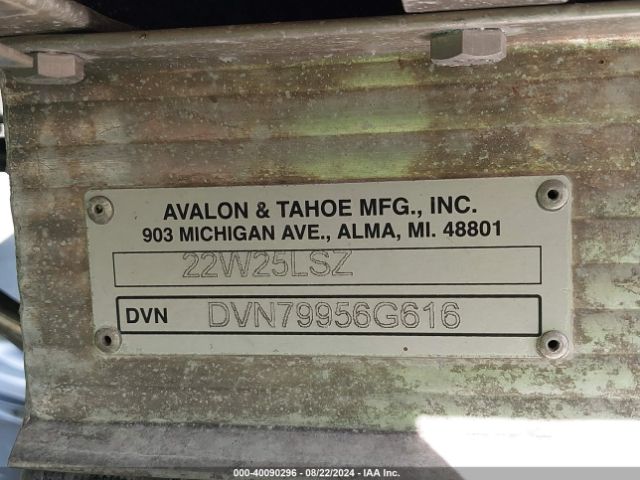 AVALON & TAHOE MFG., INC.
903 MICHIGAN AVE., ALMA, MI. 48801
22W25LSZ
DVN DVN79956G616
000-40090296 - 08/22/2024 - IAA Inc.